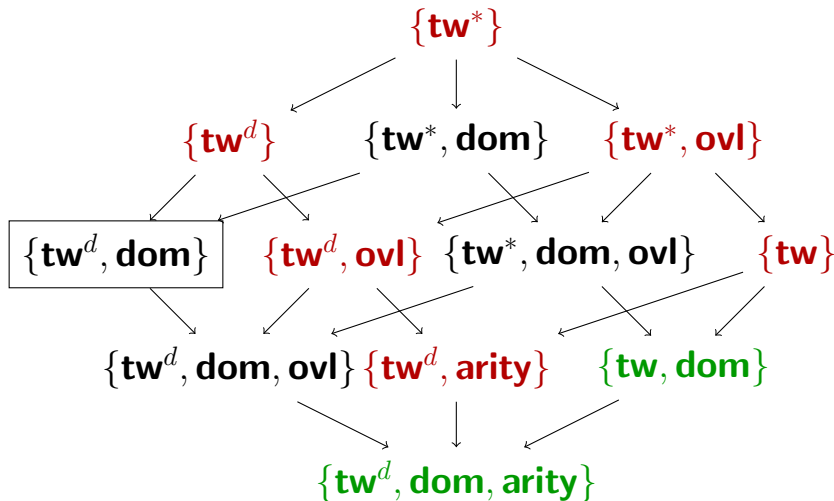 {tw*}
{tw^d} {tw*, dom} {tw*, ovl}
{tw^d, dom} {tw^d, ovl} {tw*, dom, ovl} {tw}
{tw^d, dom, ovl} {tw^d, arity} {tw, dom}
{tw^d, dom, arity}